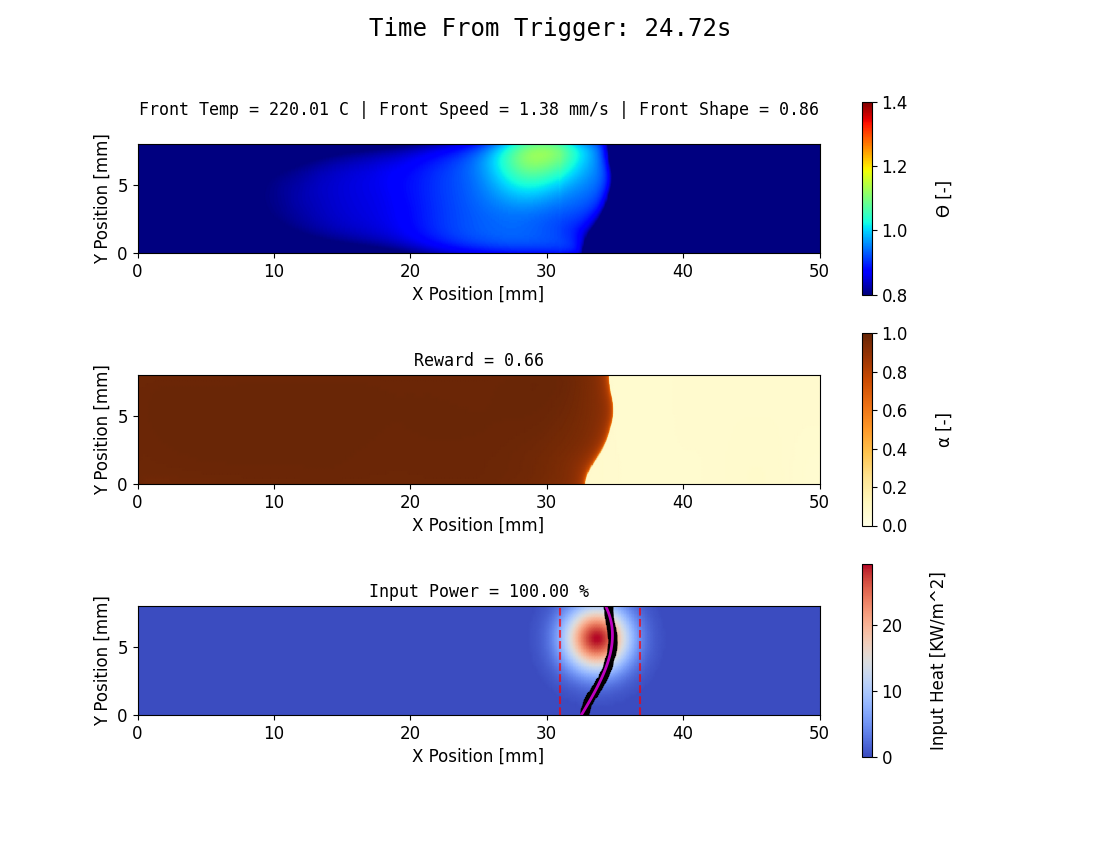 Time From Trigger: 24.72s
Front Temp = 220.01 C | Front Speed = 1.38 mm/s | Front Shape = 0.86
Y Position [mm]
5
0
0 10 20 30 40 50
X Position [mm]
1.4
1.2
1.0
0.8
Θ [-]
Reward = 0.66
Y Position [mm]
5
0
0 10 20 30 40 50
X Position [mm]
1.0
0.8
0.6
0.4
0.2
0.0
α [-]
Input Power = 100.00 %
Y Position [mm]
5
0
0 10 20 30 40 50
X Position [mm]
20
10
0
Input Heat [KW/m^2]